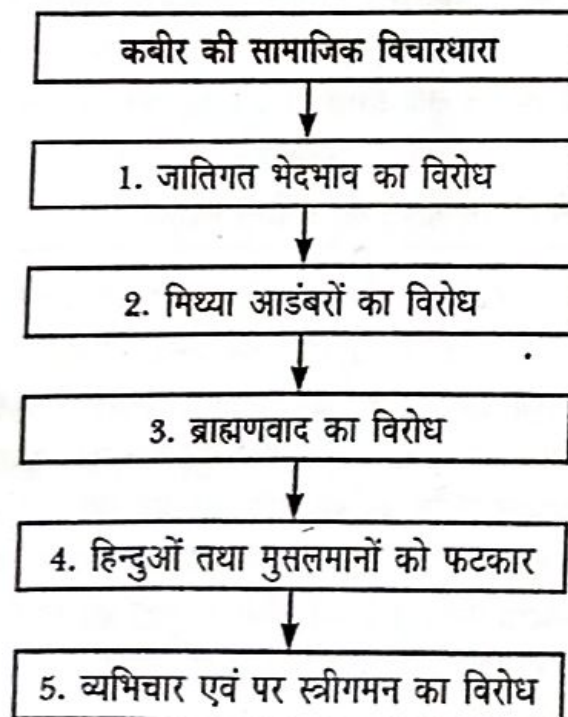 कबीर की सामाजिक विचारधारा
1. जातिगत भेदभाव का विरोध
2. मिथ्या आडंबरों का विरोध
3. ब्राह्मणवाद का विरोध
4. हिन्दुओं तथा मुसलमानों को फटकार
5. व्यभिचार एवं पर स्त्रीगमन का विरोध